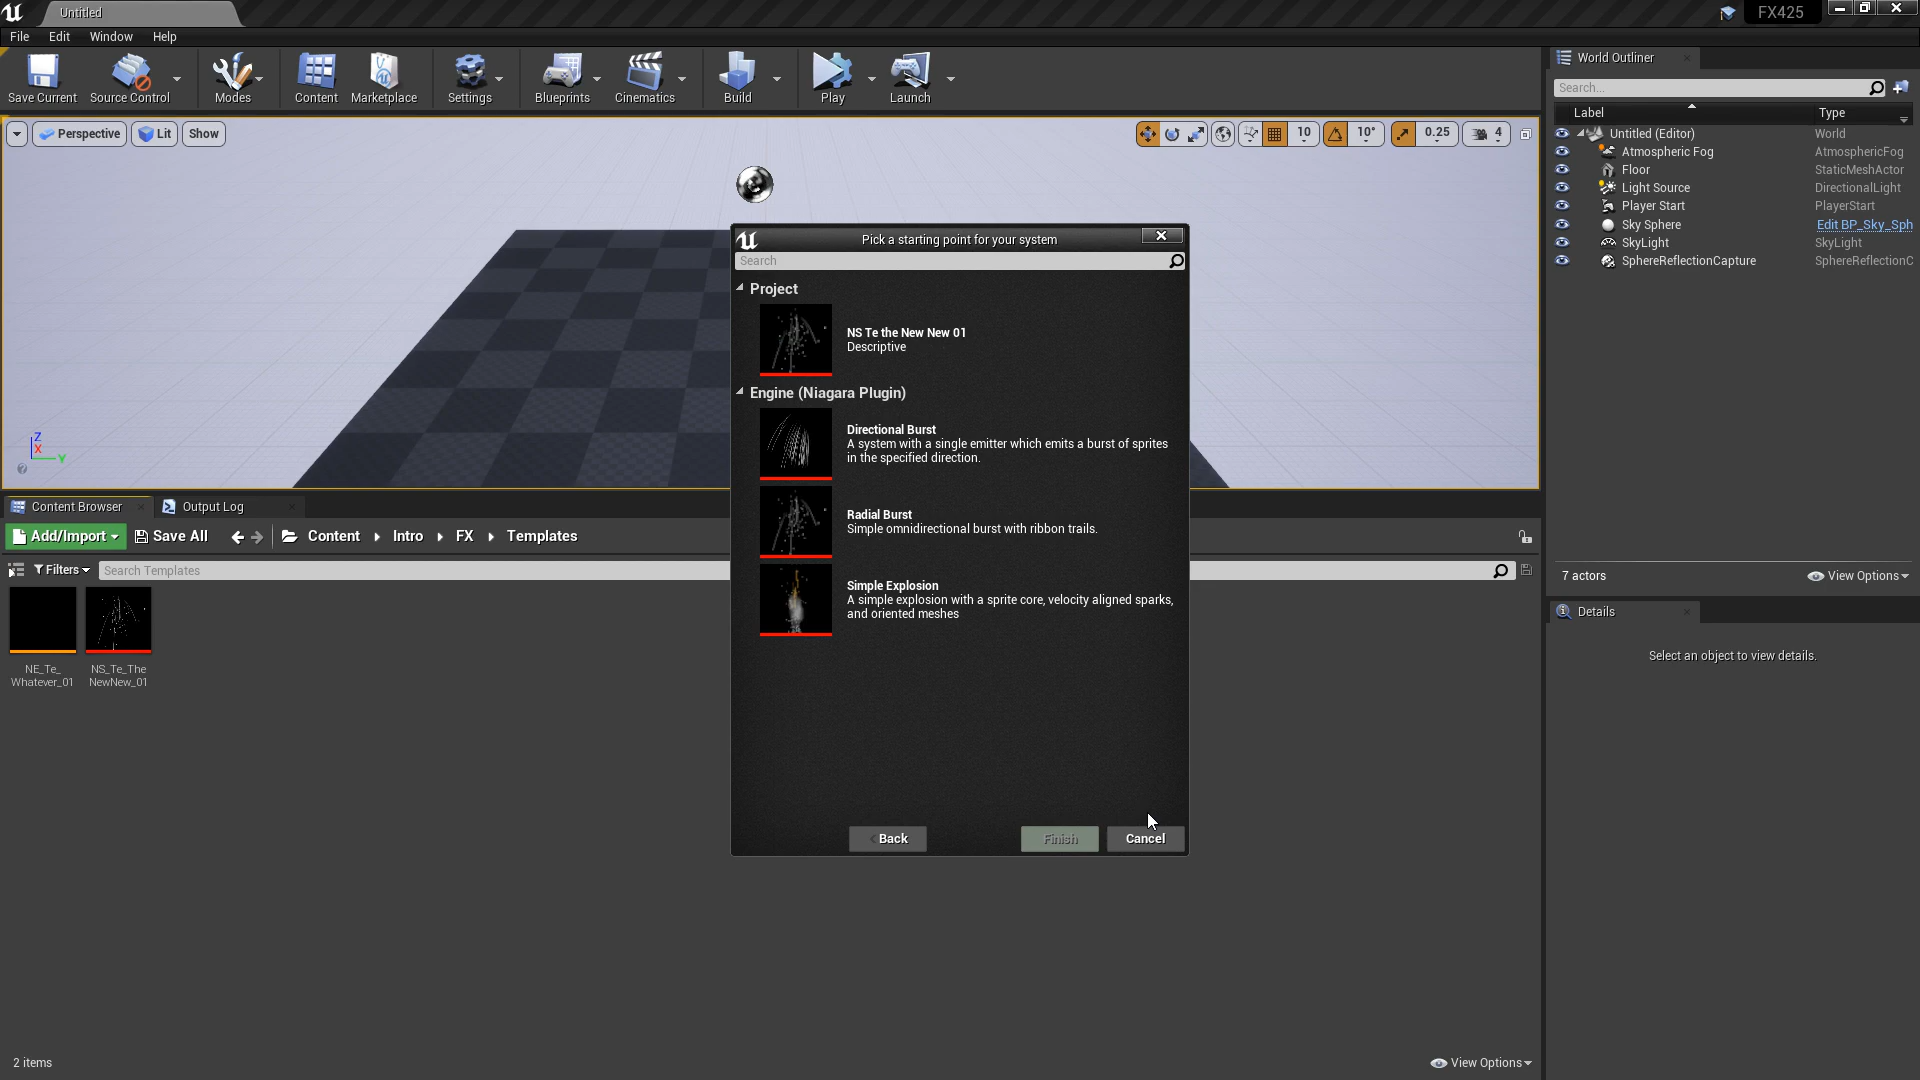 Untitled
FX425
File Edit Window Help
Save Current Source Control Modes Content Marketplace Settings Blueprints Cinematics Build Play Launch
Perspective Lit Show
10 10° 0.25 4
World Outliner
Search...
Label Type
Untitled (Editor) World
Atmospheric Fog AtmosphericFog
Floor StaticMeshActor
Light Source DirectionalLight
Player Start PlayerStart
Sky Sphere Edit BP_Sky_Sph
SkyLight SkyLight
SphereReflectionCapture SphereReflectionC
7 actors View Options
Details
Select an object to view details.
Z
X
Y
Pick a starting point for your system
Search
Project
NS Te the New New 01
Descriptive
Engine (Niagara Plugin)
Directional Burst
A system with a single emitter which emits a burst of sprites
in the specified direction.
Radial Burst
Simple omnidirectional burst with ribbon trails.
Simple Explosion
A simple explosion with a sprite core, velocity aligned sparks,
and oriented meshes
Back Finish Cancel
Content Browser Output Log
Add/Import Save All Content Intro FX Templates
Filters Search Templates
NE_Te_
Whatever_01
NS_Te_The
NewNew_01
2 items View Options